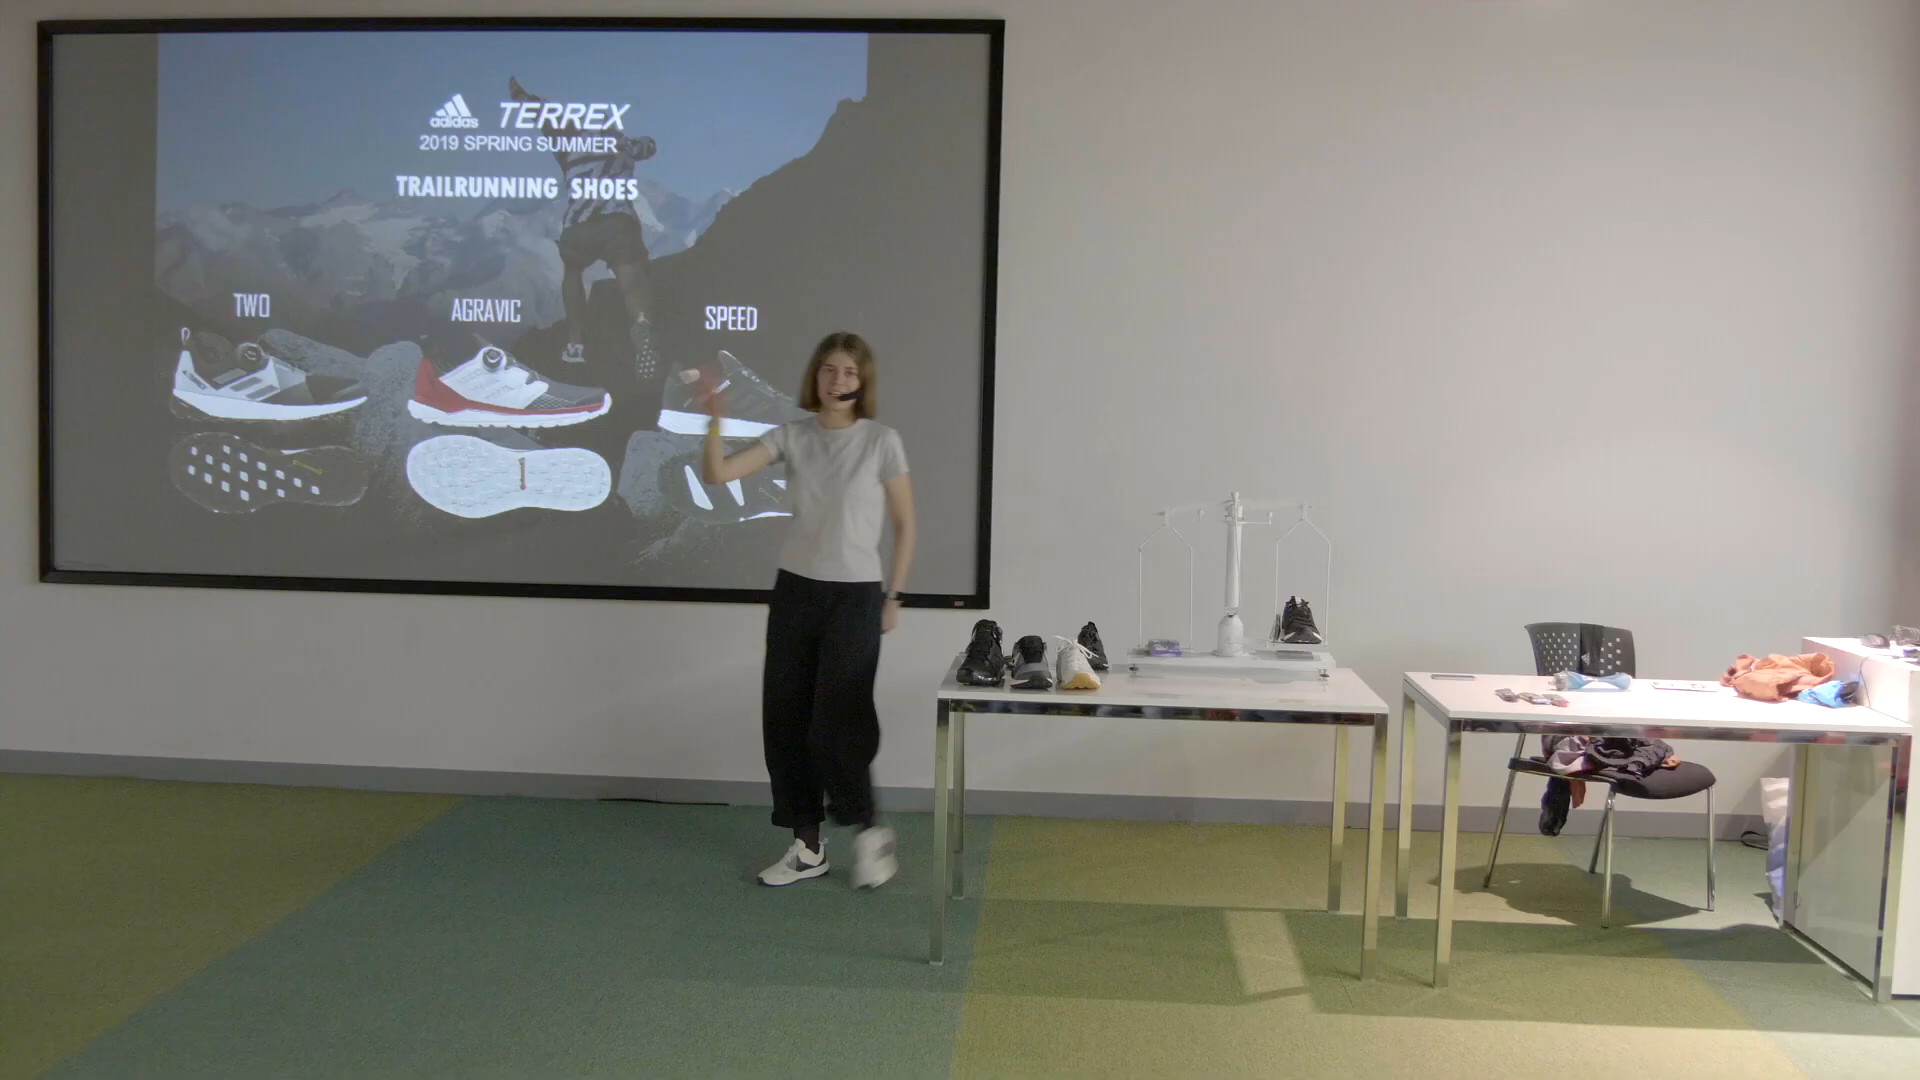 adidas TERREX
2019 SPRING SUMMER
TRAILRUNNING SHOES
TWO AGRAVIC SPEED